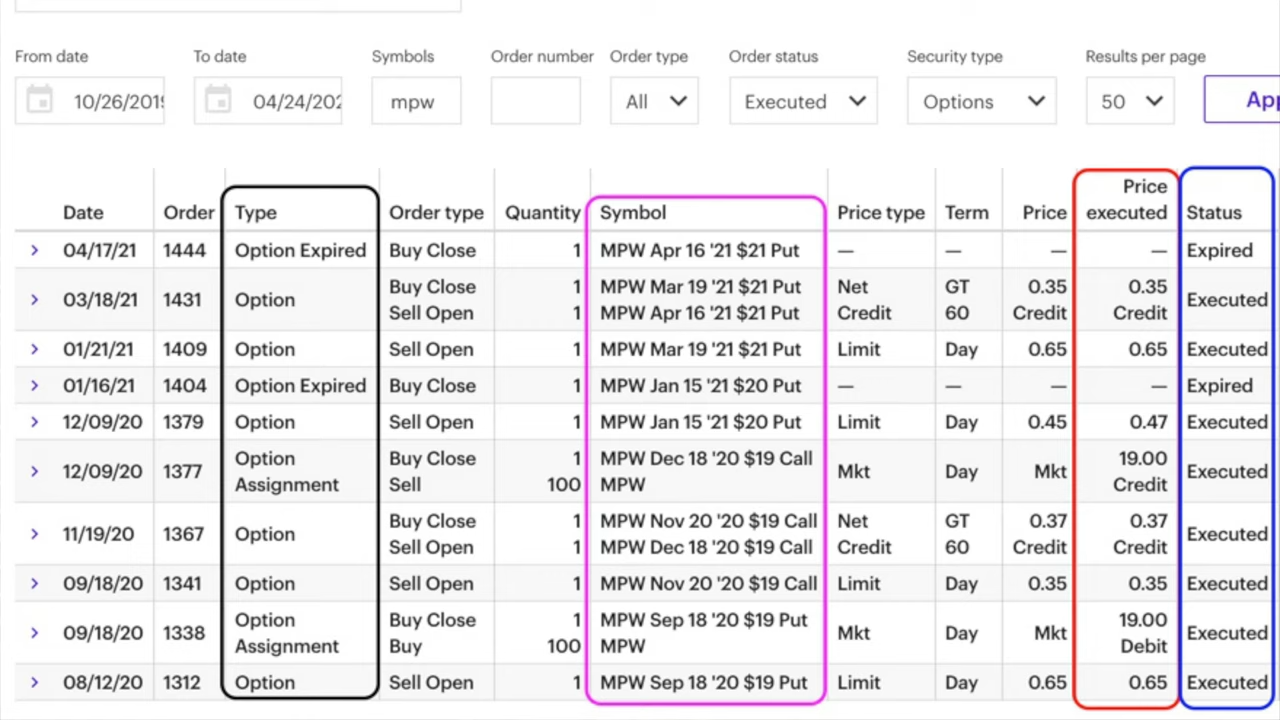 From date To date Symbols Order number Order type Order status Security type Results per page
10/26/2019 04/24/202 mpw All Executed Options 50 App
Price
Date Order Type Order type Quantity Symbol Price type Term Price executed Status
04/17/21 1444 Option Expired Buy Close 1 MPW Apr 16 '21 $21 Put — — — — Expired
Buy Close 1 MPW Mar 19 '21 $21 Put Net GT 0.35 0.35
03/18/21 1431 Option Executed
Sell Open 1 MPW Apr 16 '21 $21 Put Credit 60 Credit Credit
01/21/21 1409 Option Sell Open 1 MPW Mar 19 '21 $21 Put Limit Day 0.65 0.65 Executed
01/16/21 1404 Option Expired Buy Close 1 MPW Jan 15 '21 $20 Put — — — — Expired
12/09/20 1379 Option Sell Open 1 MPW Jan 15 '21 $20 Put Limit Day 0.45 0.47 Executed
Option Buy Close 1 MPW Dec 18 '20 $19 Call 19.00
12/09/20 1377 Mkt Day Mkt Executed
Assignment Sell 100 MPW Credit
Buy Close 1 MPW Nov 20 '20 $19 Call Net GT 0.37 0.37
11/19/20 1367 Option Executed
Sell Open 1 MPW Dec 18 '20 $19 Call Credit 60 Credit Credit
09/18/20 1341 Option Sell Open 1 MPW Nov 20 '20 $19 Call Limit Day 0.35 0.35 Executed
Option Buy Close 1 MPW Sep 18 '20 $19 Put 19.00
09/18/20 1338 Mkt Day Mkt Executed
Assignment Buy 100 MPW Debit
08/12/20 1312 Option Sell Open 1 MPW Sep 18 '20 $19 Put Limit Day 0.65 0.65 Executed